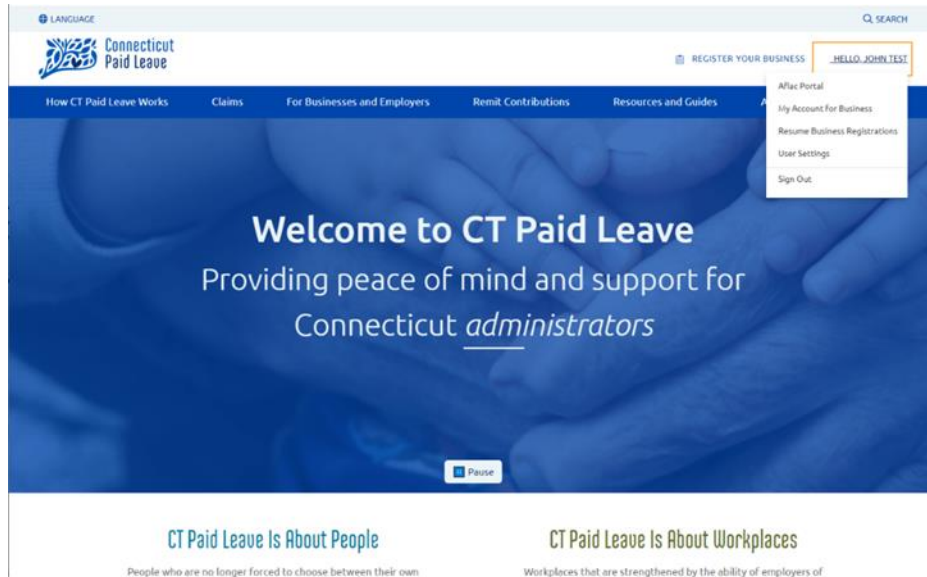 LANGUAGE
SEARCH
Connecticut
Paid Leave
REGISTER YOUR BUSINESS
HELLO, JOHN TEST
How CT Paid Leave Works
Claims
For Businesses and Employers
Remit Contributions
Resources and Guides
A
Aflac Portal
My Account for Business
Resume Business Registrations
User Settings
Sign Out
Welcome to CT Paid Leave
Providing peace of mind and support for
Connecticut administrators
Pause
CT Paid Leave Is About People
CT Paid Leave Is About Workplaces
People who are no longer forced to choose between their own
Workplaces that are strengthened by the ability of employers of